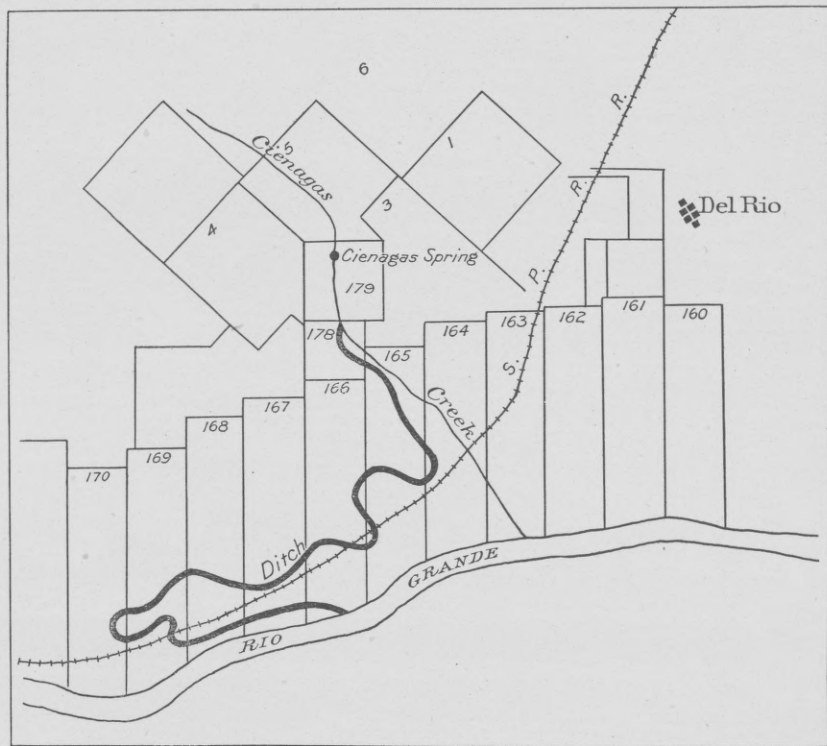 6
1
5
Cienagas
3
4
Del Rio
Cienagas Spring
179
178
165
164
163
162
161
160
166
167
168
169
170
Creek
S. P. R. R.
Ditch
RIO GRANDE